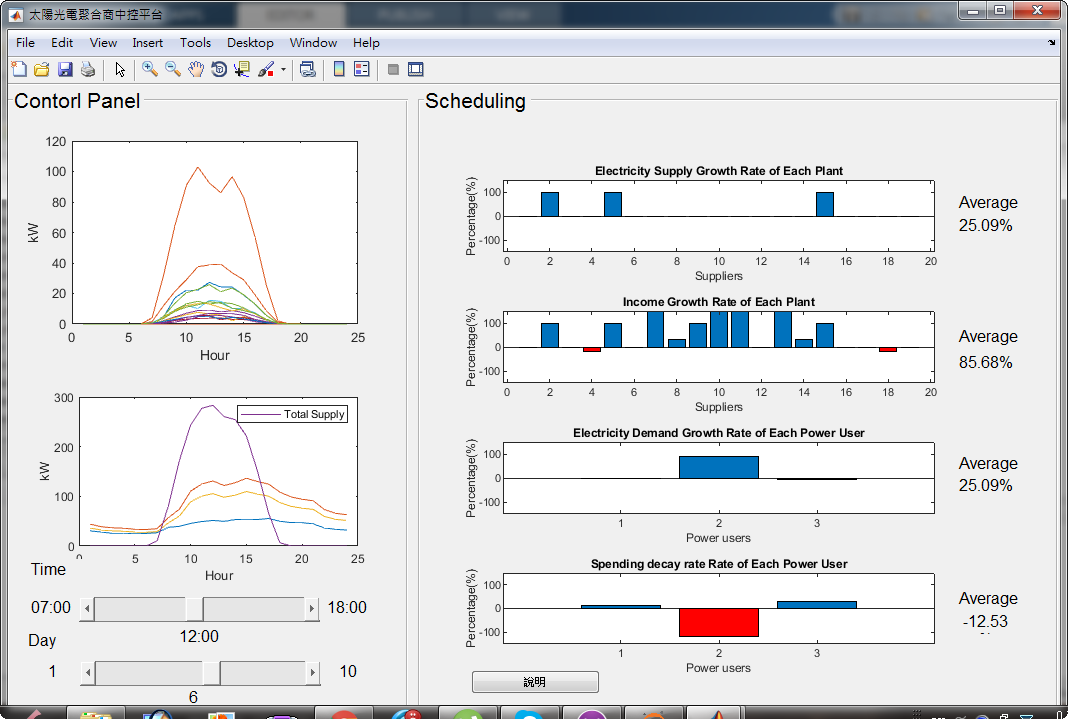 太陽光電聚合商中控平台
File Edit View Insert Tools Desktop Window Help
Contorl Panel
120
100
80
60
40
20
0
kW
0 5 10 15 20 25
Hour
300
200
100
0
kW
Total Supply
0 5 10 15 20 25
Hour
Time
07:00 18:00
12:00
Day
1 10
6
Scheduling
Electricity Supply Growth Rate of Each Plant
Percentage(%)
100
0
-100
0 2 4 6 8 10 12 14 16 18 20
Suppliers
Average
25.09%
Income Growth Rate of Each Plant
Percentage(%)
100
0
-100
0 2 4 6 8 10 12 14 16 18 20
Suppliers
Average
85.68%
Electricity Demand Growth Rate of Each Power User
Percentage(%)
100
0
-100
1 2 3
Power users
Average
25.09%
Spending decay rate Rate of Each Power User
Percentage(%)
100
0
-100
1 2 3
Power users
Average
-12.53
說明